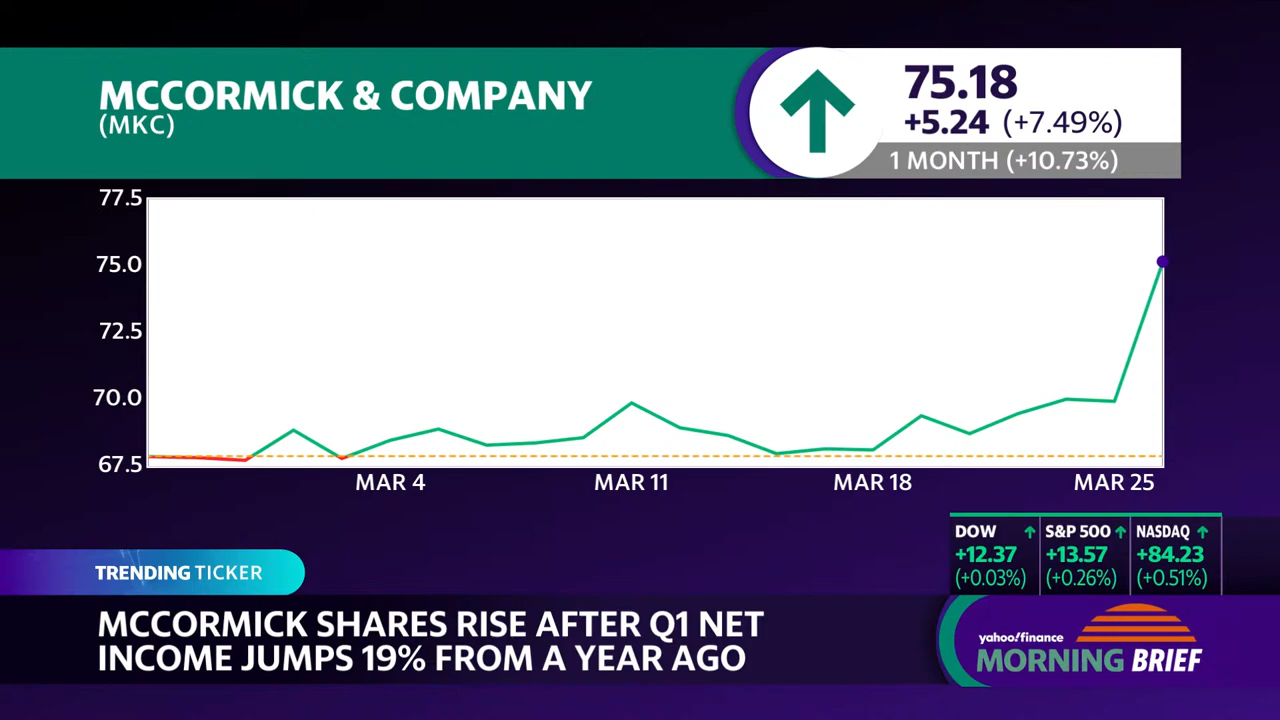 MCCORMICK & COMPANY
(MKC)
75.18
+5.24 (+7.49%)
1 MONTH (+10.73%)
77.5
75.0
72.5
70.0
67.5
MAR 4
MAR 11
MAR 18
MAR 25
DOW
+12.37
(+0.03%)
S&P 500
+13.57
(+0.26%)
NASDAQ
+84.23
(+0.51%)
TRENDING TICKER
MCCORMICK SHARES RISE AFTER Q1 NET
INCOME JUMPS 19% FROM A YEAR AGO
yahoo!finance
MORNING BRIEF